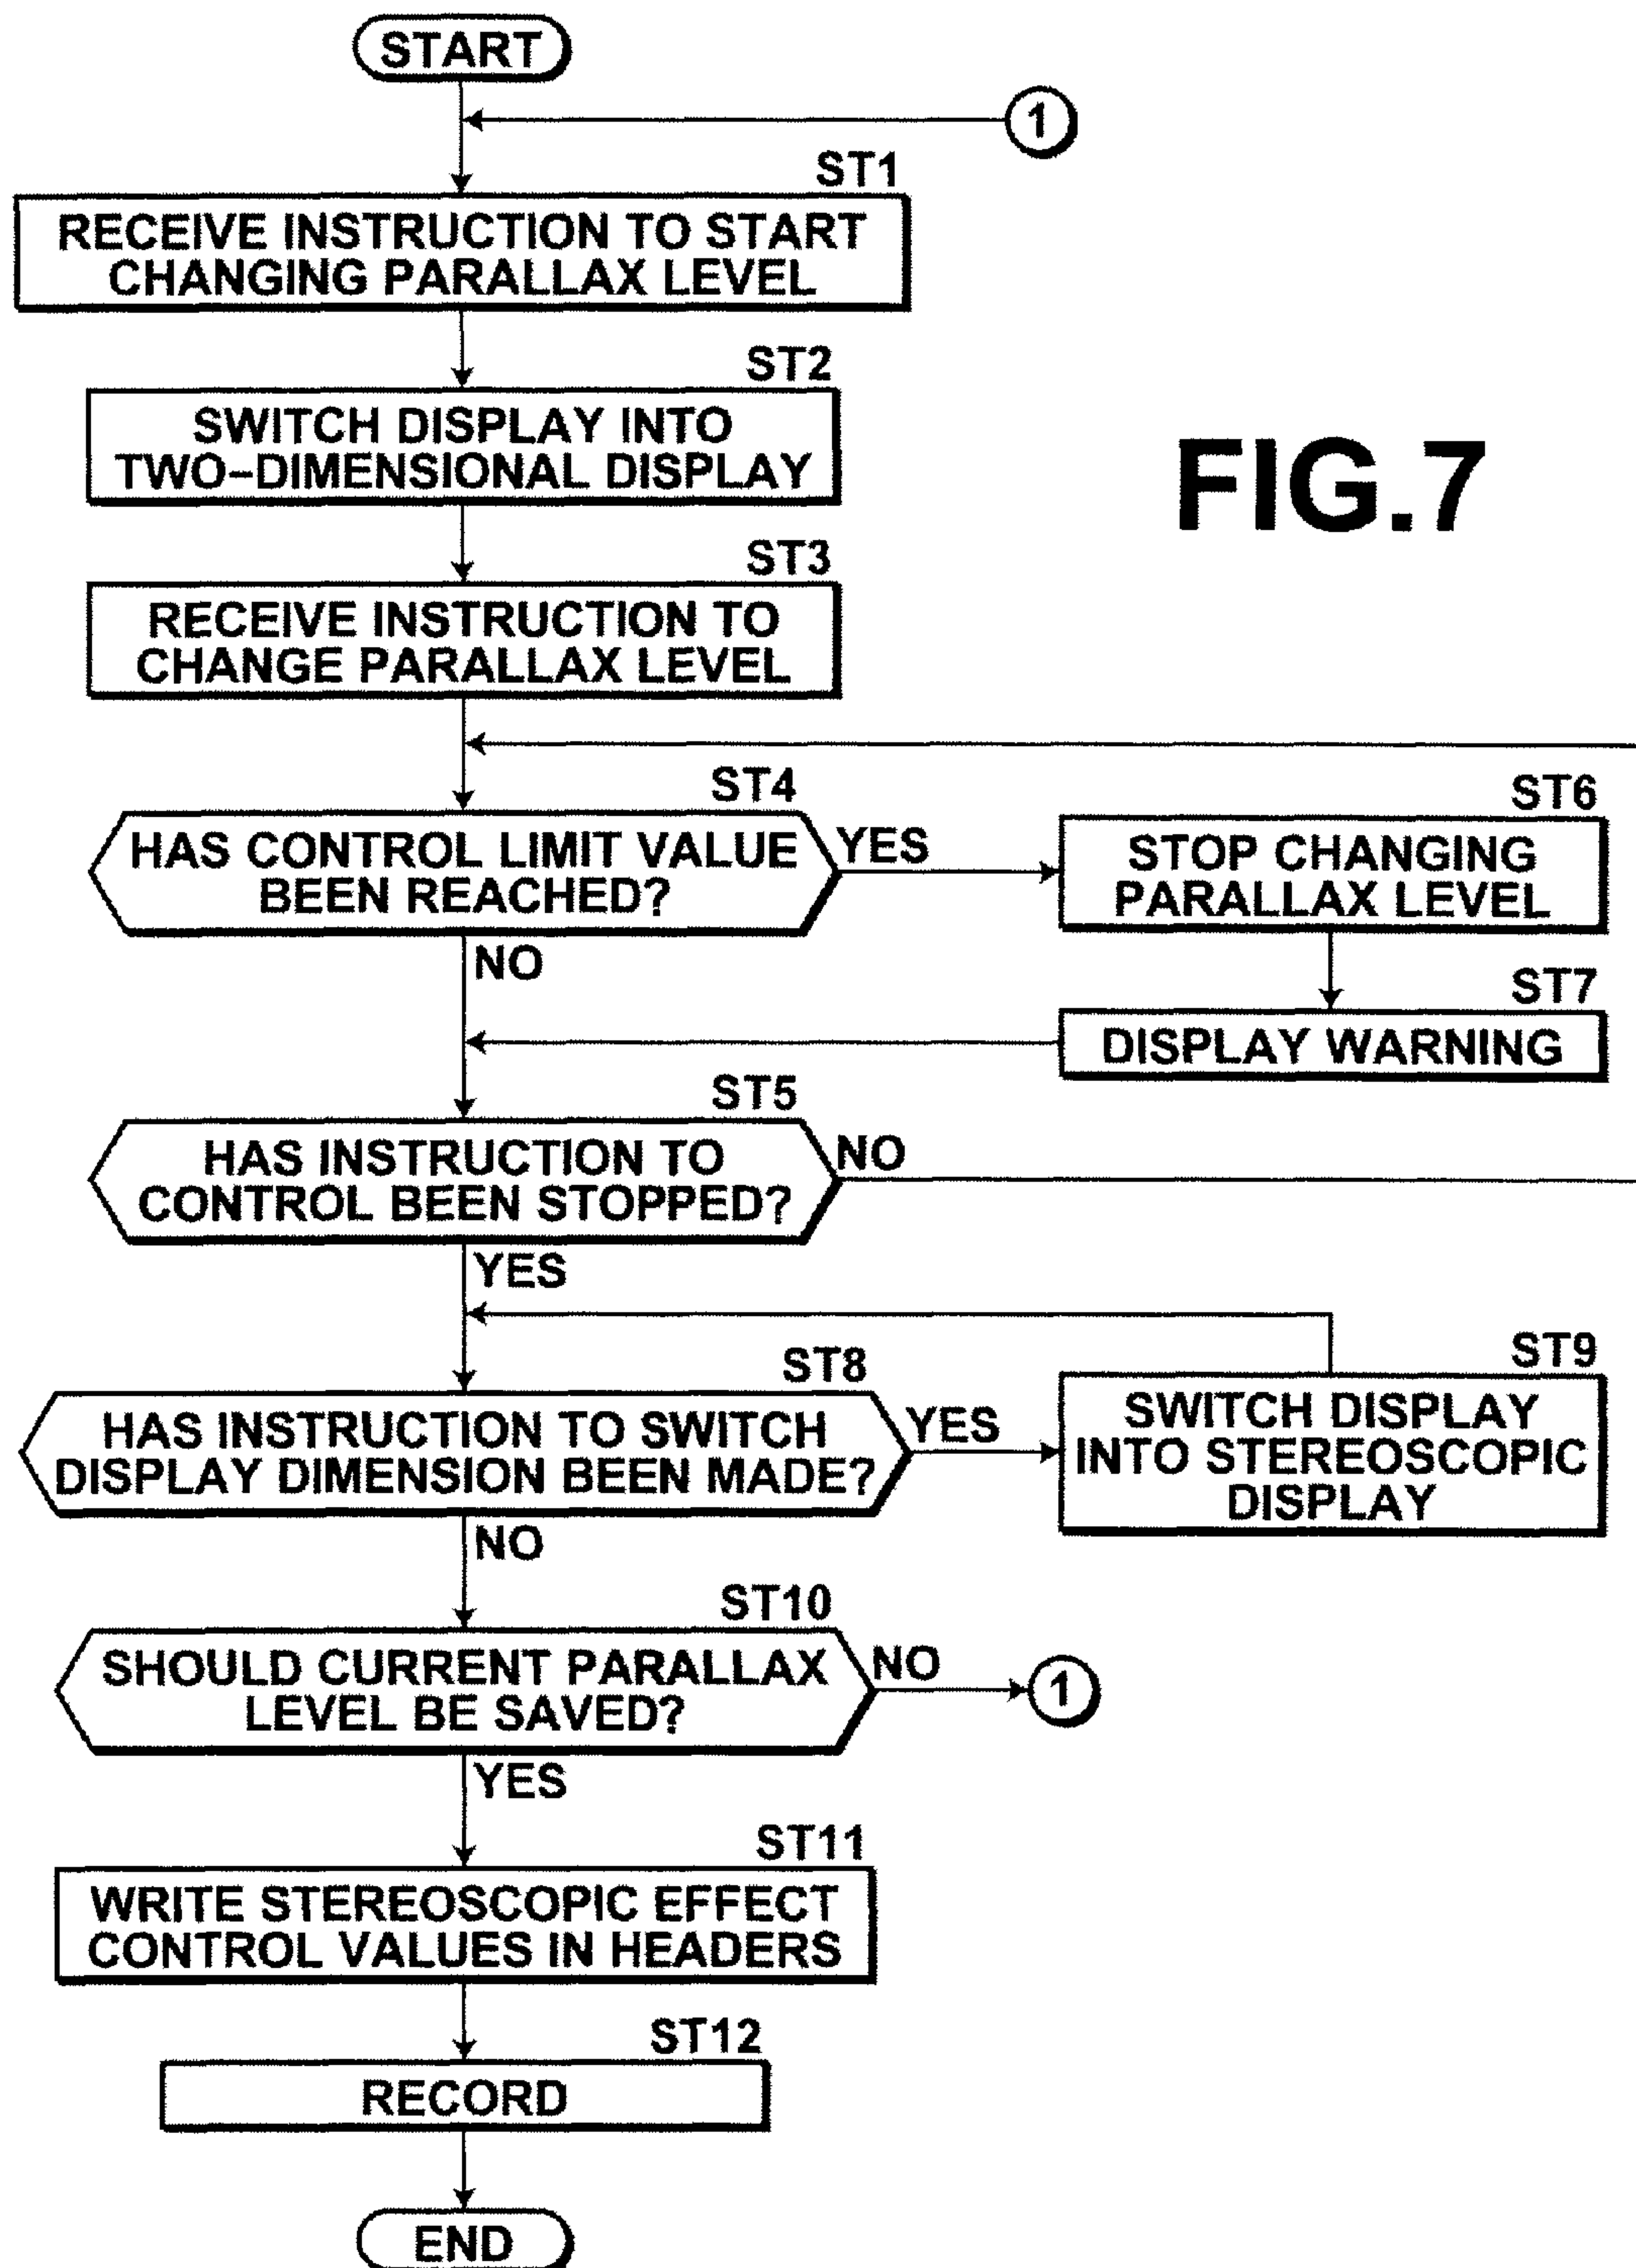 START
1
ST1
RECEIVE INSTRUCTION TO START
CHANGING PARALLAX LEVEL
ST2
SWITCH DISPLAY INTO
TWO-DIMENSIONAL DISPLAY
FIG.7
ST3
RECEIVE INSTRUCTION TO
CHANGE PARALLAX LEVEL
ST4
HAS CONTROL LIMIT VALUE
BEEN REACHED?
YES
ST6
STOP CHANGING
PARALLAX LEVEL
NO
ST7
DISPLAY WARNING
ST5
HAS INSTRUCTION TO
CONTROL BEEN STOPPED?
NO
YES
ST8
HAS INSTRUCTION TO SWITCH
DISPLAY DIMENSION BEEN MADE?
YES
ST9
SWITCH DISPLAY
INTO STEREOSCOPIC
DISPLAY
NO
ST10
SHOULD CURRENT PARALLAX
LEVEL BE SAVED?
NO
1
YES
ST11
WRITE STEREOSCOPIC EFFECT
CONTROL VALUES IN HEADERS
ST12
RECORD
END